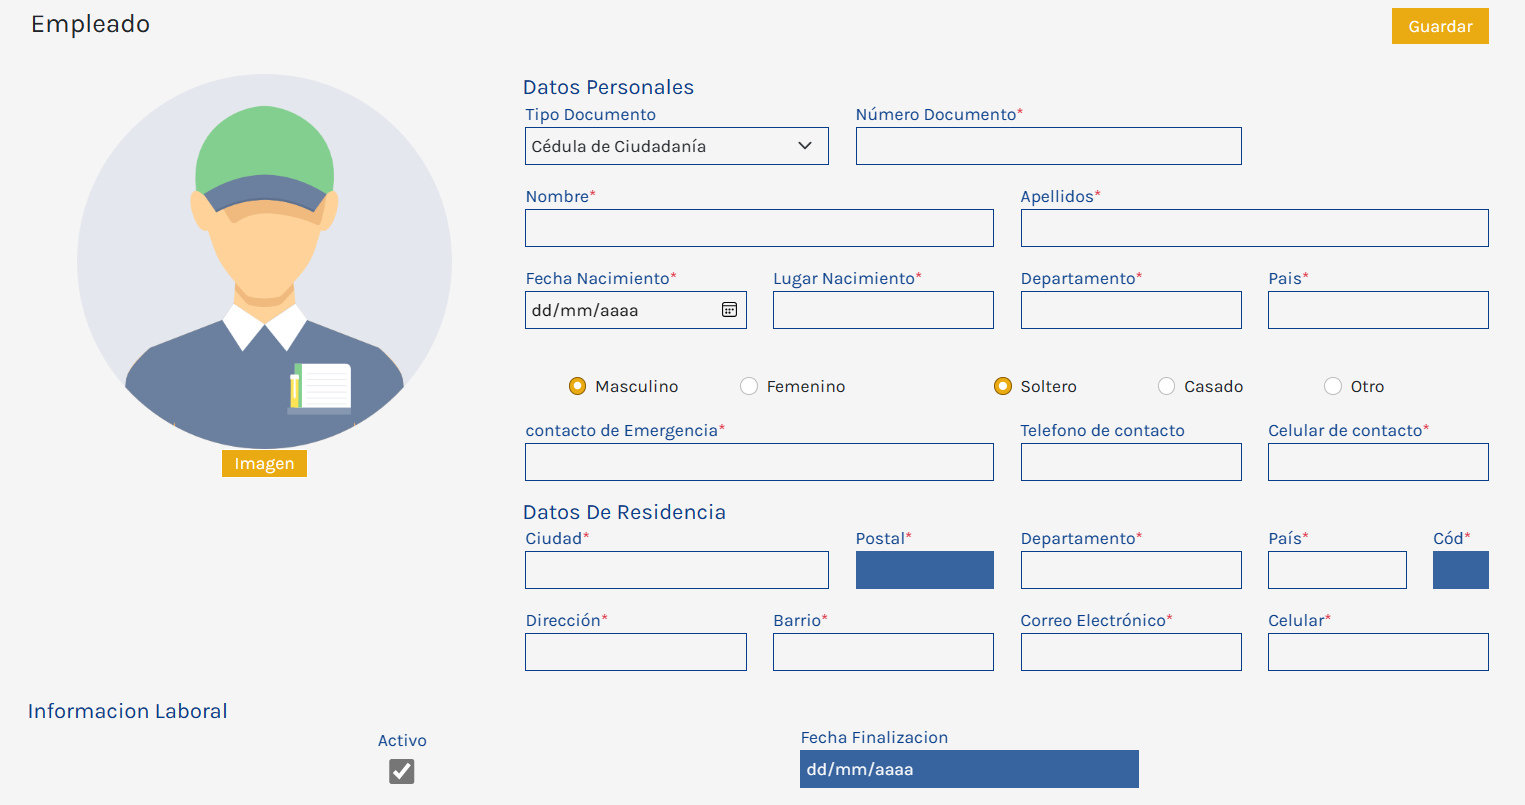 Empleado
Guardar
Datos Personales
Tipo Documento
Número Documento*
Cédula de Ciudadanía
Nombre*
Apellidos*
Fecha Nacimiento*
Lugar Nacimiento*
Departamento*
Pais*
dd/mm/aaaa
Masculino
Femenino
Soltero
Casado
Otro
contacto de Emergencia*
Telefono de contacto
Celular de contacto*
Imagen
Datos De Residencia
Ciudad*
Postal*
Departamento*
País*
Cód*
Dirección*
Barrio*
Correo Electrónico*
Celular*
Informacion Laboral
Activo
Fecha Finalizacion
dd/mm/aaaa